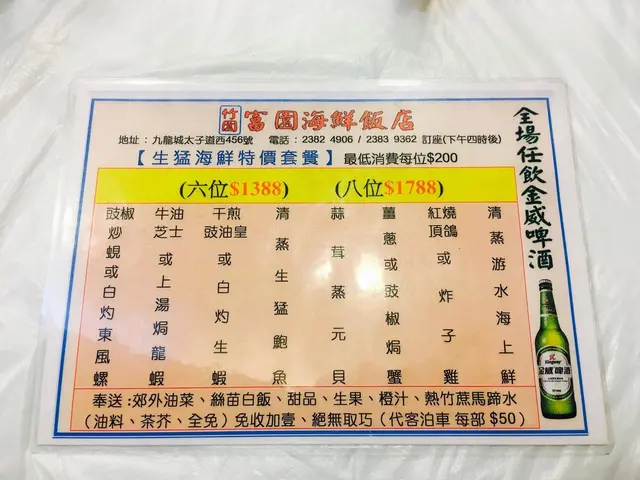 竹園 富園海鮮飯店
地址：九龍城太子道西456號 電話：2382 4906 / 2383 9362 訂座(下午四時後)
【生猛海鮮特價套餐】最低消費每位$200
(六位$1388) (八位$1788)
清蒸游水海上鮮
紅燒頂鴿或炸子雞
薑蔥或豉椒焗蟹
蒜茸蒸元貝
清蒸生猛鮑魚
干煎豉油皇或白灼生蝦
牛油芝士或上湯焗龍蝦
豉椒炒蜆或白灼東風螺
奉送：郊外油菜、絲苗白飯、甜品、生果、橙汁、熟竹蔗馬蹄水
(油料、茶芥、全免) 免收加壹、絕無取巧 (代客泊車 每部 $50)
全場任飲金威啤酒
Kingway
金威啤酒